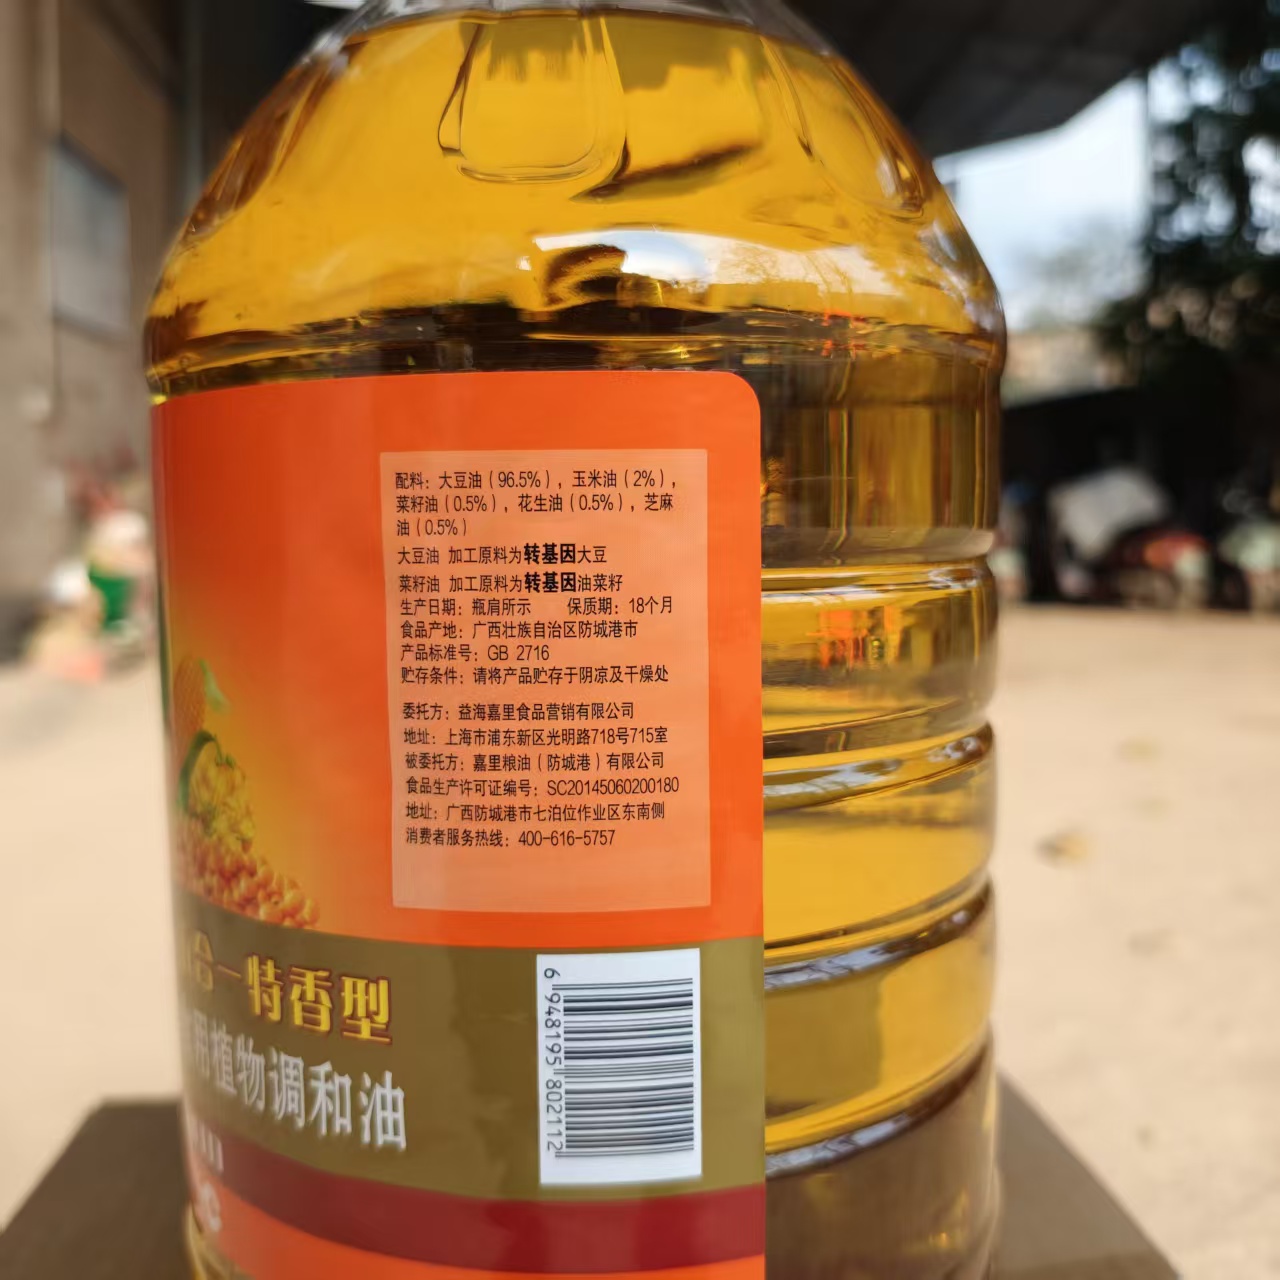 配料：大豆油（96.5%），玉米油（2%），
菜籽油（0.5%），花生油（0.5%），芝麻
油（0.5%）
大豆油 加工原料为转基因大豆
菜籽油 加工原料为转基因油菜籽
生产日期：瓶肩所示 保质期：18个月
食品产地：广西壮族自治区防城港市
产品标准号：GB 2716
贮存条件：请将产品贮存于阴凉及干燥处
委托方：益海嘉里食品营销有限公司
地址：上海市浦东新区光明路718号715室
被委托方：嘉里粮油（防城港）有限公司
食品生产许可证编号：SC20145060200180
地址：广西防城港市七泊位作业区东南侧
消费者服务热线：400-616-5757
合一特香型
用植物调和油
6 948195 802112